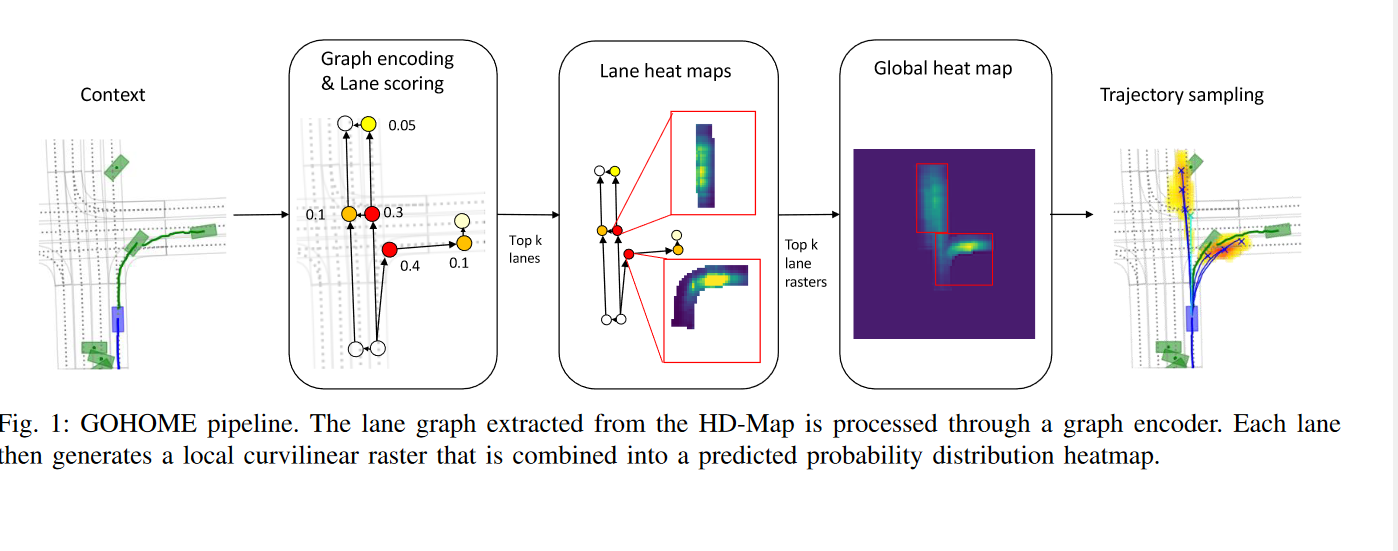 Context
Graph encoding
& Lane scoring
0.05
0.1
0.3
0.4
0.1
Top k
lanes
Lane heat maps
Top k
lane
rasters
Global heat map
Trajectory sampling
Fig. 1: GOHOME pipeline. The lane graph extracted from the HD-Map is processed through a graph encoder. Each lane
then generates a local curvilinear raster that is combined into a predicted probability distribution heatmap.